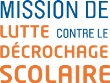 MISSION DE
LUTTE CONTRE LE
DÉCROCHAGE
SCOLAIRE